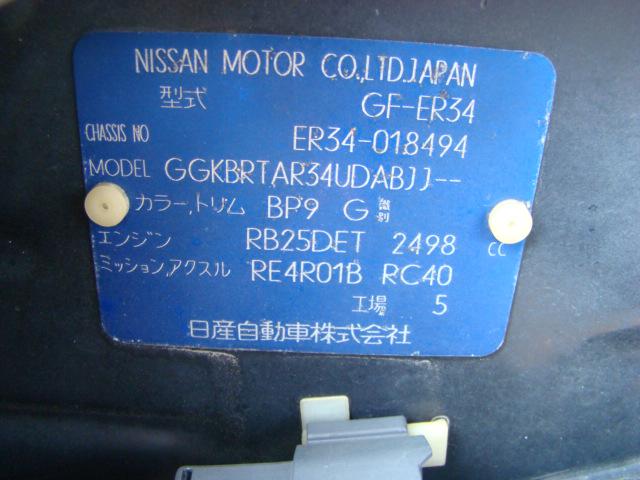 NISSAN MOTOR CO.,LTD.JAPAN
型式 GF-ER34
CHASSIS NO ER34-018494
MODEL GGKBRTAR34UDABJJ--
カラー,トリム BP9 G 識別
エンジン RB25DET 2498 CC
ミッション,アクスル RE4R01B RC40
工場 5
日産自動車株式会社